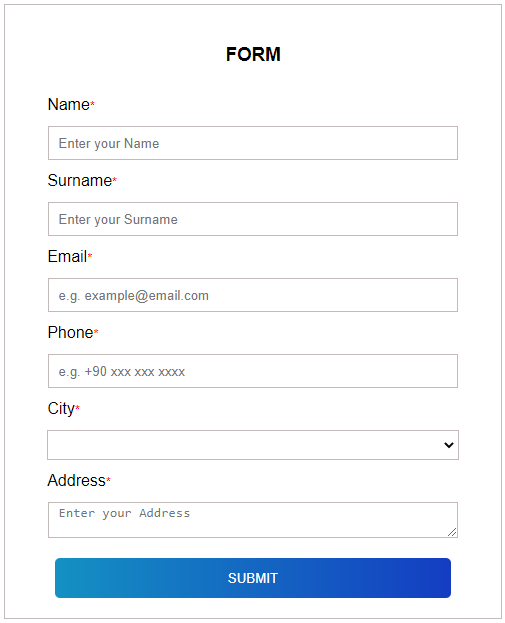 FORM
Name*
Enter your Name
Surname*
Enter your Surname
Email*
e.g. example@email.com
Phone*
e.g. +90 xxx xxx xxxx
City*
Address*
Enter your Address
SUBMIT